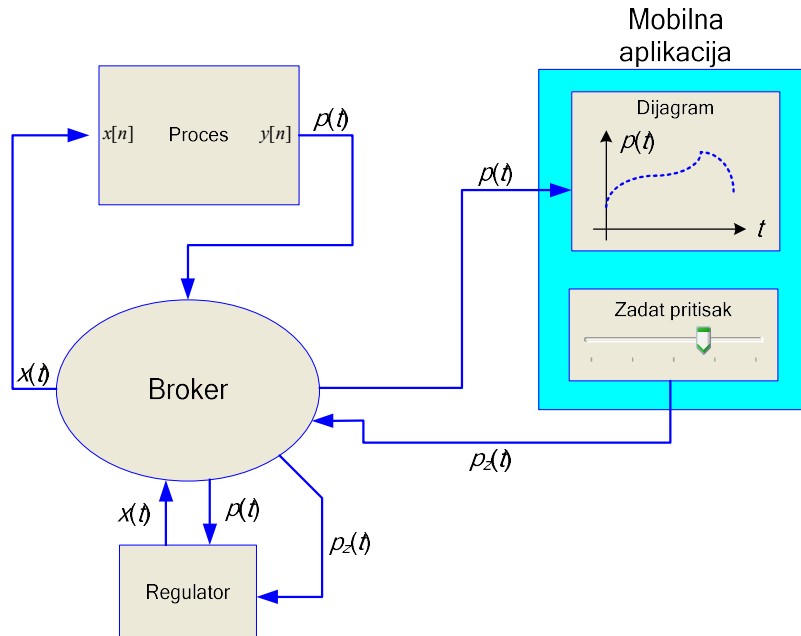 Mobilna
aplikacija
Dijagram
p(t)
t
Zadat pritisak
x[n] Proces y[n]
p(t)
p(t)
x(t)
Broker
p_z(t)
x(t)
p(t)
p_z(t)
Regulator